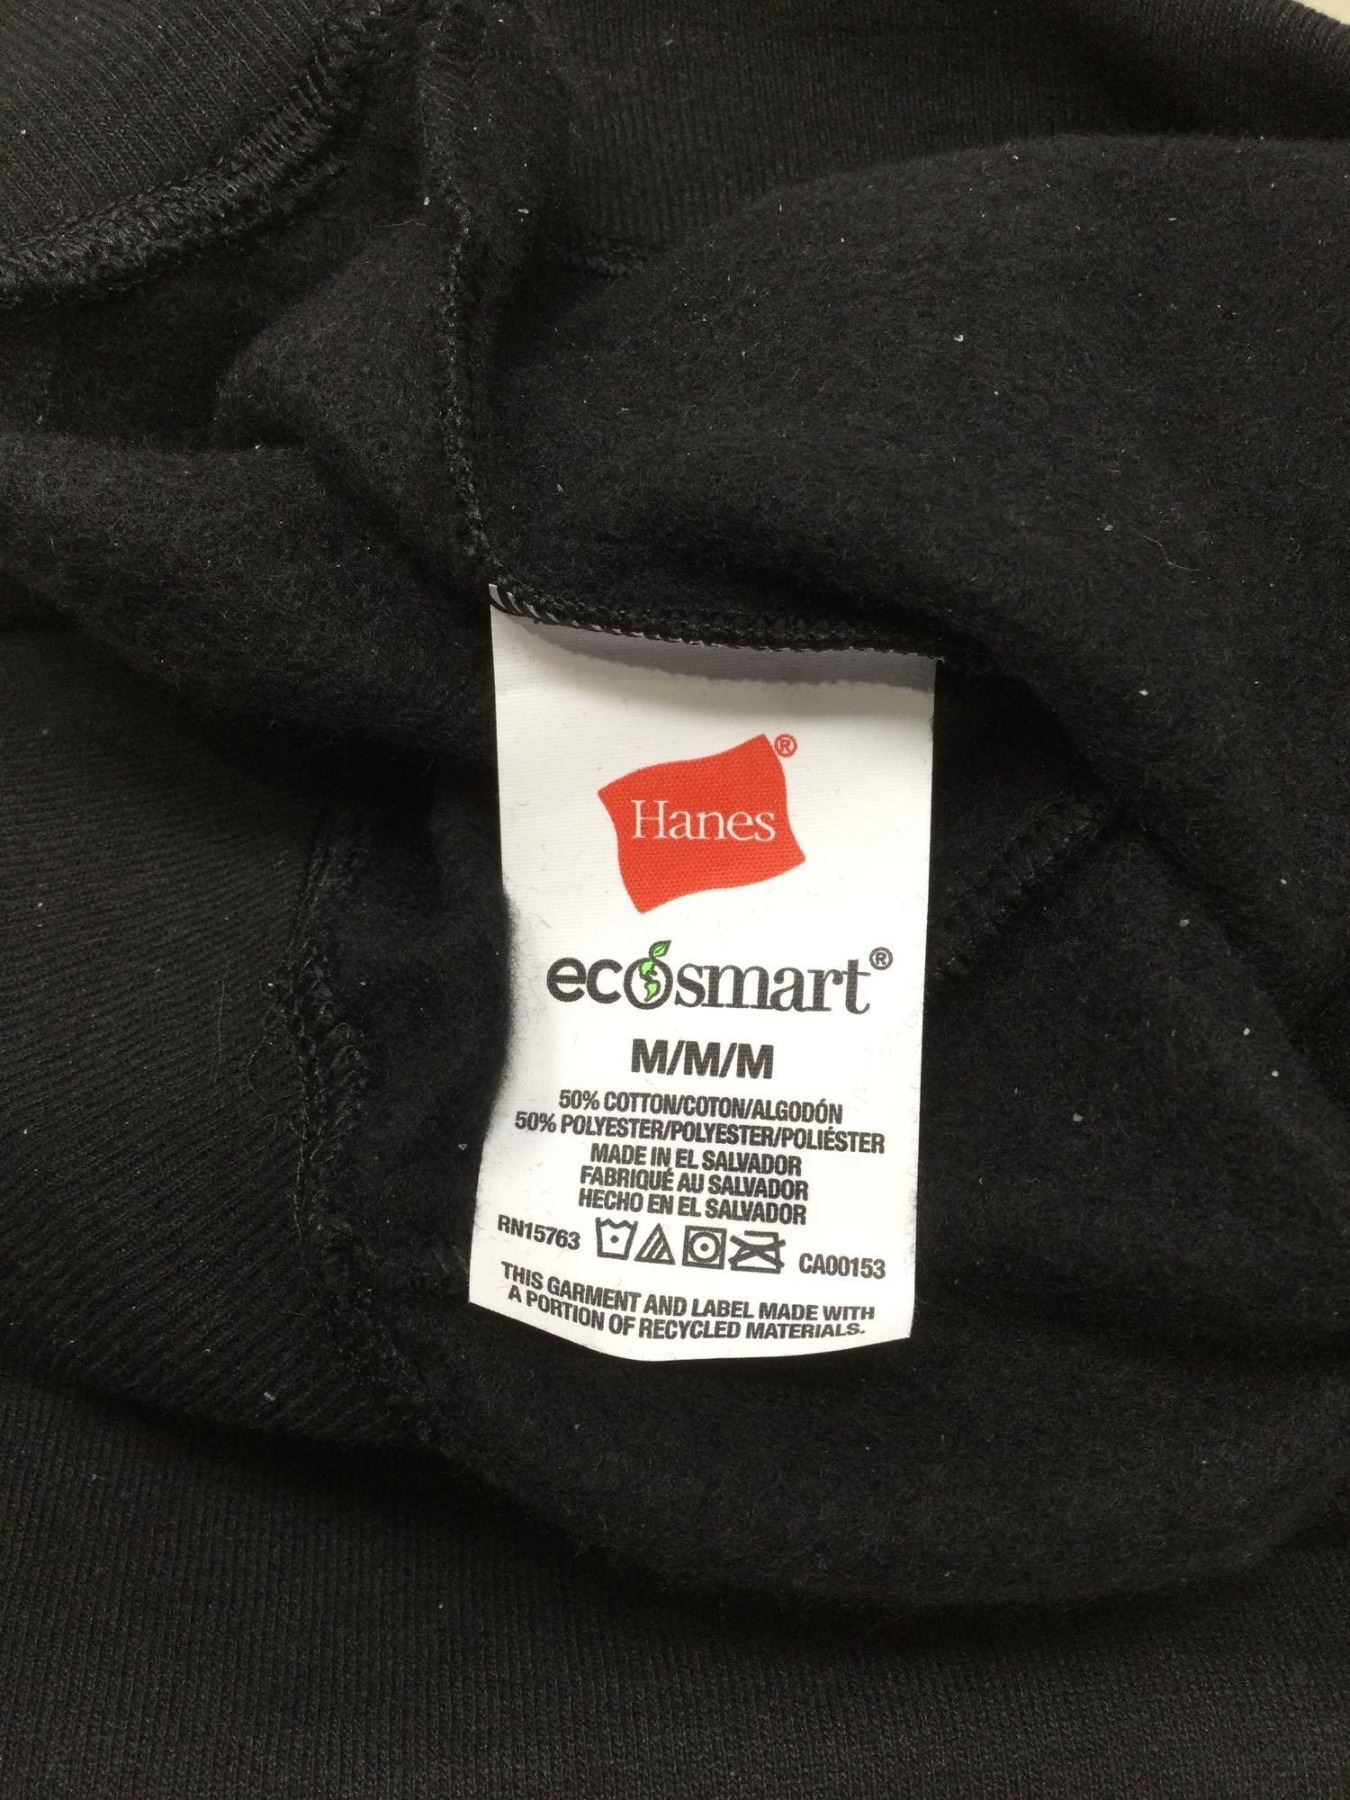 Hanes®
ecosmart®
M/M/M
50% COTTON/COTON/ALGODÓN
50% POLYESTER/POLYESTER/POLIÉSTER
MADE IN EL SALVADOR
FABRIQUÉ AU SALVADOR
HECHO EN EL SALVADOR
RN15763 CA00153
THIS GARMENT AND LABEL MADE WITH
A PORTION OF RECYCLED MATERIALS.